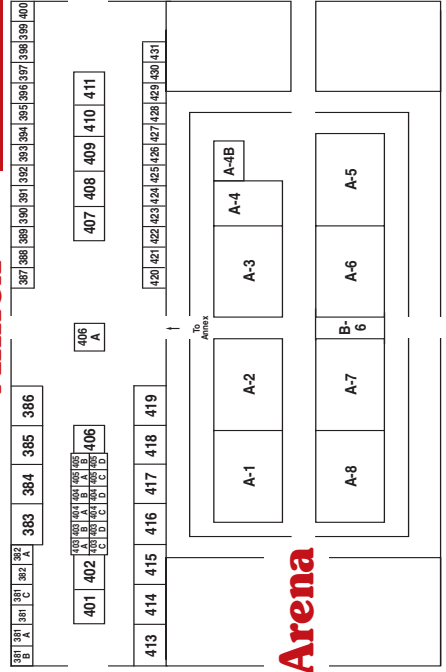 381 B 381 A 381 381 C 382 382 A 383 384 385 386 387 388 389 390 391 392 393 394 395 396 397 398 399 400
401 402
403 A 403 B 404 A 404 B 405 A 405 B
403 C 403 D 404 C 404 D 405 C 405 D
406 406 A 407 408 409 410 411
413 414 415 416 417 418 419 420 421 422 423 424 425 426 427 428 429 430 431
To
Annex
A-1 A-2 A-3 A-4 A-4B
A-8 A-7 B-6 A-6 A-5
Arena